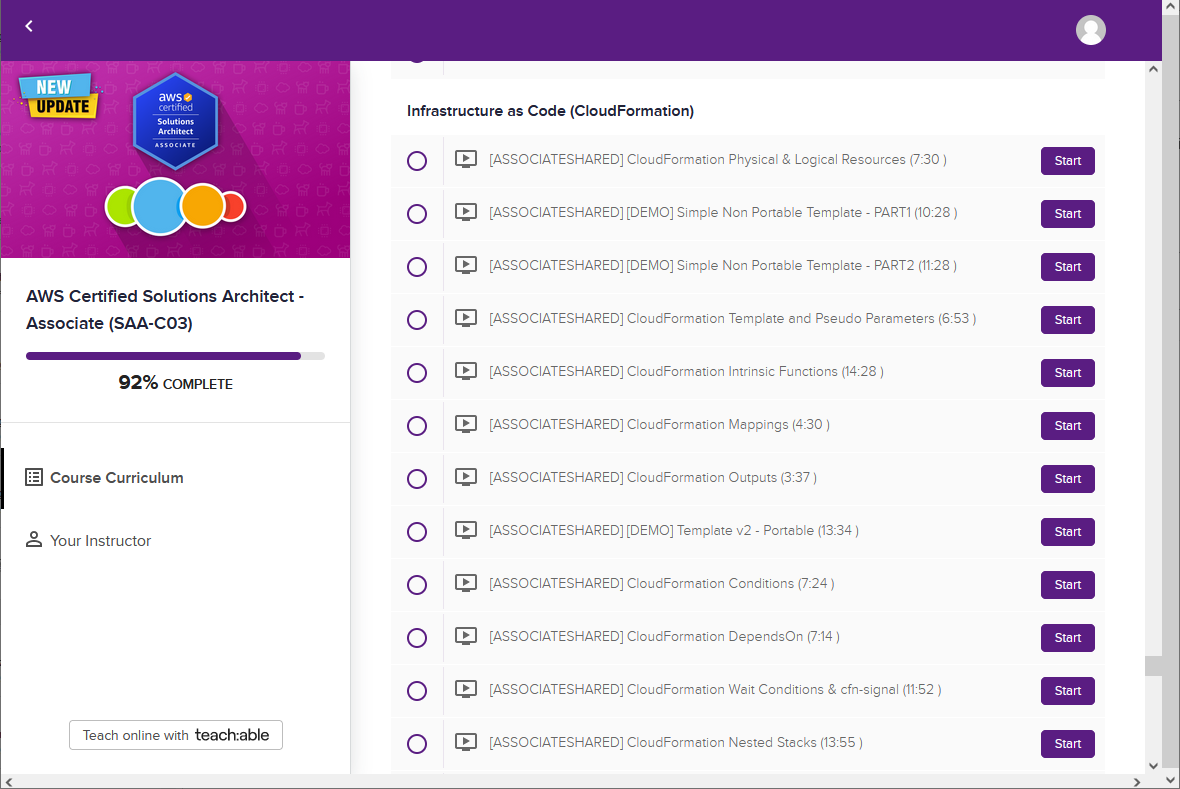 NEW
UPDATE
aws
certified
Solutions
Architect
ASSOCIATE
AWS Certified Solutions Architect -
Associate (SAA-C03)
92% COMPLETE
Course Curriculum
Your Instructor
Teach online with teach:able
Infrastructure as Code (CloudFormation)
[ASSOCIATESHARED] CloudFormation Physical & Logical Resources (7:30 ) Start
[ASSOCIATESHARED] [DEMO] Simple Non Portable Template - PART1 (10:28 ) Start
[ASSOCIATESHARED] [DEMO] Simple Non Portable Template - PART2 (11:28 ) Start
[ASSOCIATESHARED] CloudFormation Template and Pseudo Parameters (6:53 ) Start
[ASSOCIATESHARED] CloudFormation Intrinsic Functions (14:28 ) Start
[ASSOCIATESHARED] CloudFormation Mappings (4:30 ) Start
[ASSOCIATESHARED] CloudFormation Outputs (3:37 ) Start
[ASSOCIATESHARED] [DEMO] Template v2 - Portable (13:34 ) Start
[ASSOCIATESHARED] CloudFormation Conditions (7:24 ) Start
[ASSOCIATESHARED] CloudFormation DependsOn (7:14 ) Start
[ASSOCIATESHARED] CloudFormation Wait Conditions & cfn-signal (11:52 ) Start
[ASSOCIATESHARED] CloudFormation Nested Stacks (13:55 ) Start